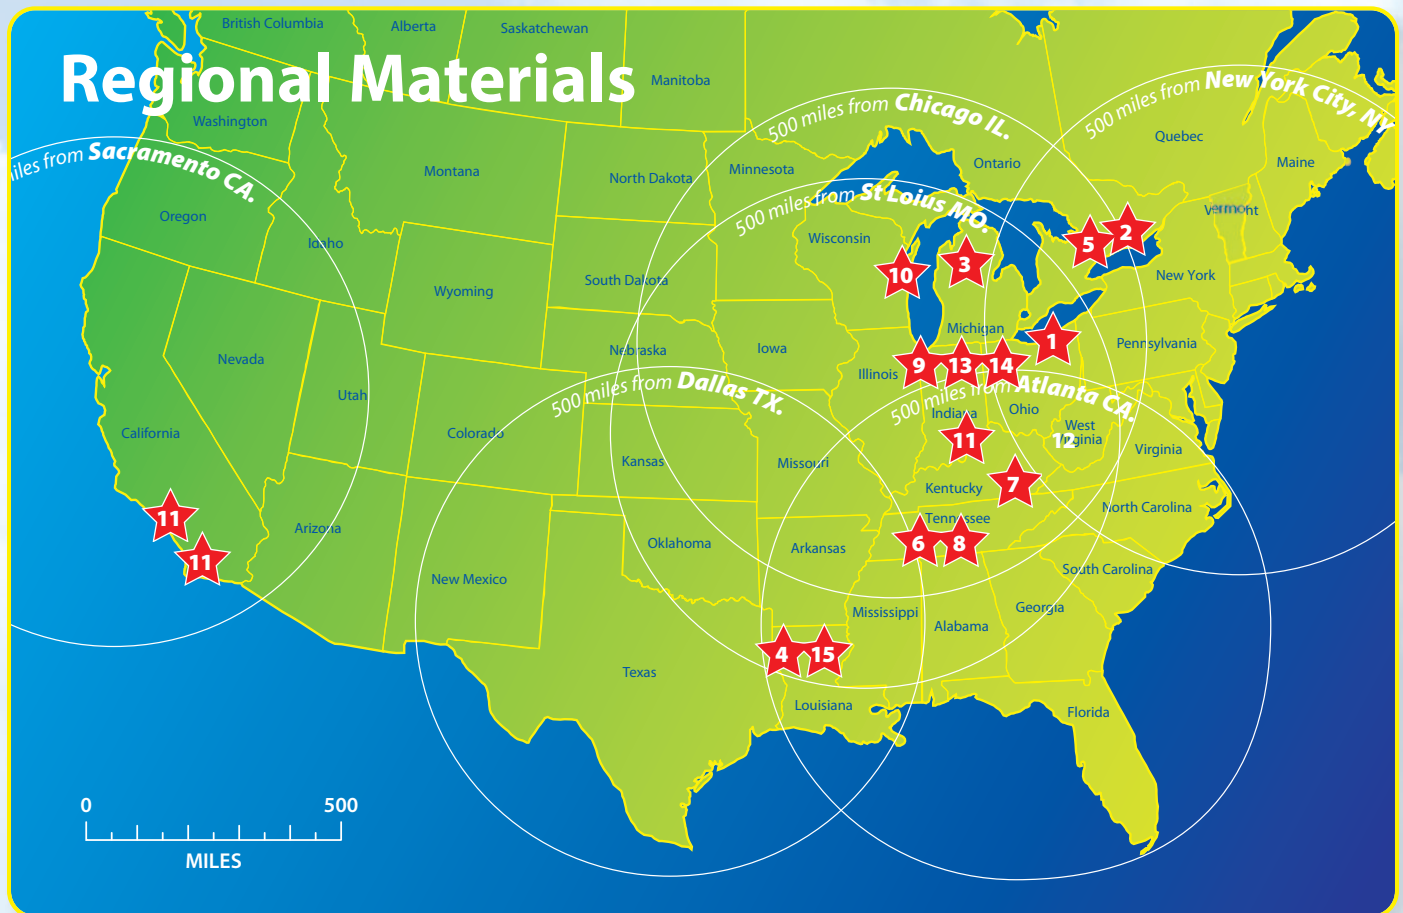 British Columbia
Alberta
Saskatchewan
Manitoba
Regional Materials
Washington
Quebec
Ontario
Maine
Minnesota
Montana
North Dakota
500 miles from Chicago IL.
500 miles from New York City, NY
miles from Sacramento CA.
500 miles from St Loius MO.
Oregon
Idaho
Vermont
Wisconsin
5
2
3
10
New York
South Dakota
Wyoming
Michigan
1
Pennsylvania
Nebraska
Iowa
Nevada
Illinois
9
13
14
Utah
500 miles from Dallas TX.
500 miles from Atlanta CA.
Indiana
Ohio
West
Virginia
12
California
Colorado
11
Virginia
Kansas
Missouri
Kentucky
7
North Carolina
11
Arizona
Tennessee
Oklahoma
Arkansas
6
8
11
New Mexico
South Carolina
Mississippi
Georgia
Alabama
4
15
Texas
Louisiana
Florida
0
500
MILES